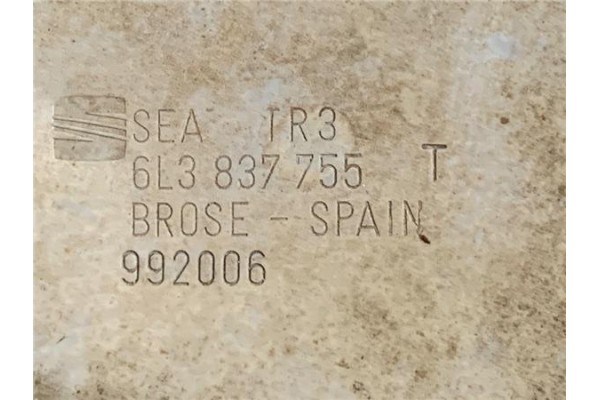 SEA TR3
6L3 837 755 T
BROSE - SPAIN
992006